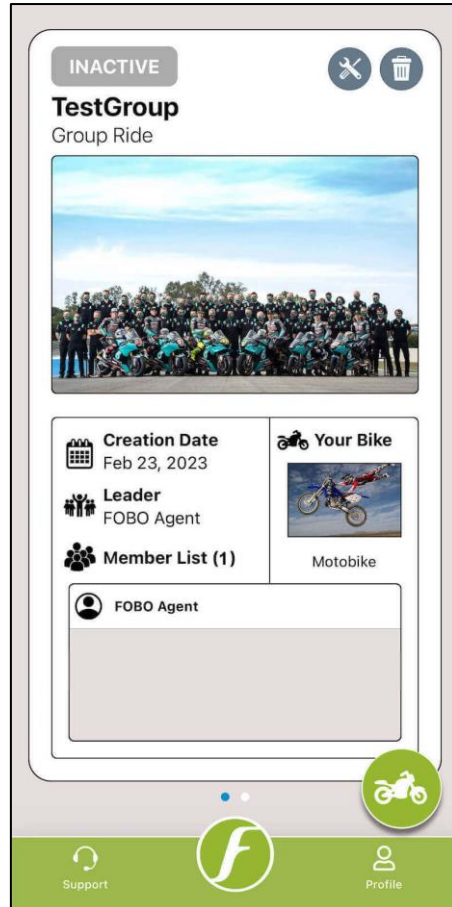 INACTIVE
TestGroup
Group Ride
Creation Date
Feb 23, 2023
Leader
FOBO Agent
Member List (1)
Your Bike
Motobike
FOBO Agent
Support
Profile